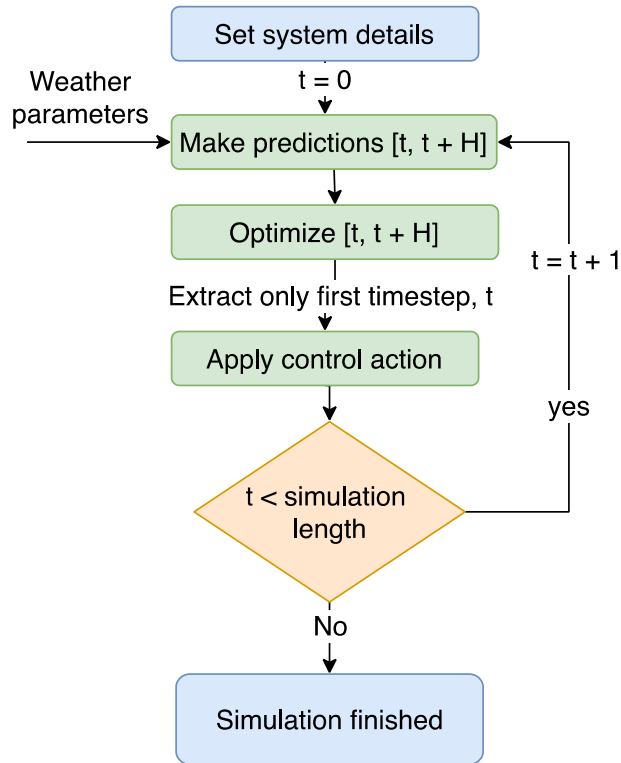 Set system details
t = 0
Weather
parameters
Make predictions [t, t + H]
Optimize [t, t + H]
t = t + 1
Extract only first timestep, t
Apply control action
yes
t < simulation
length
No
Simulation finished